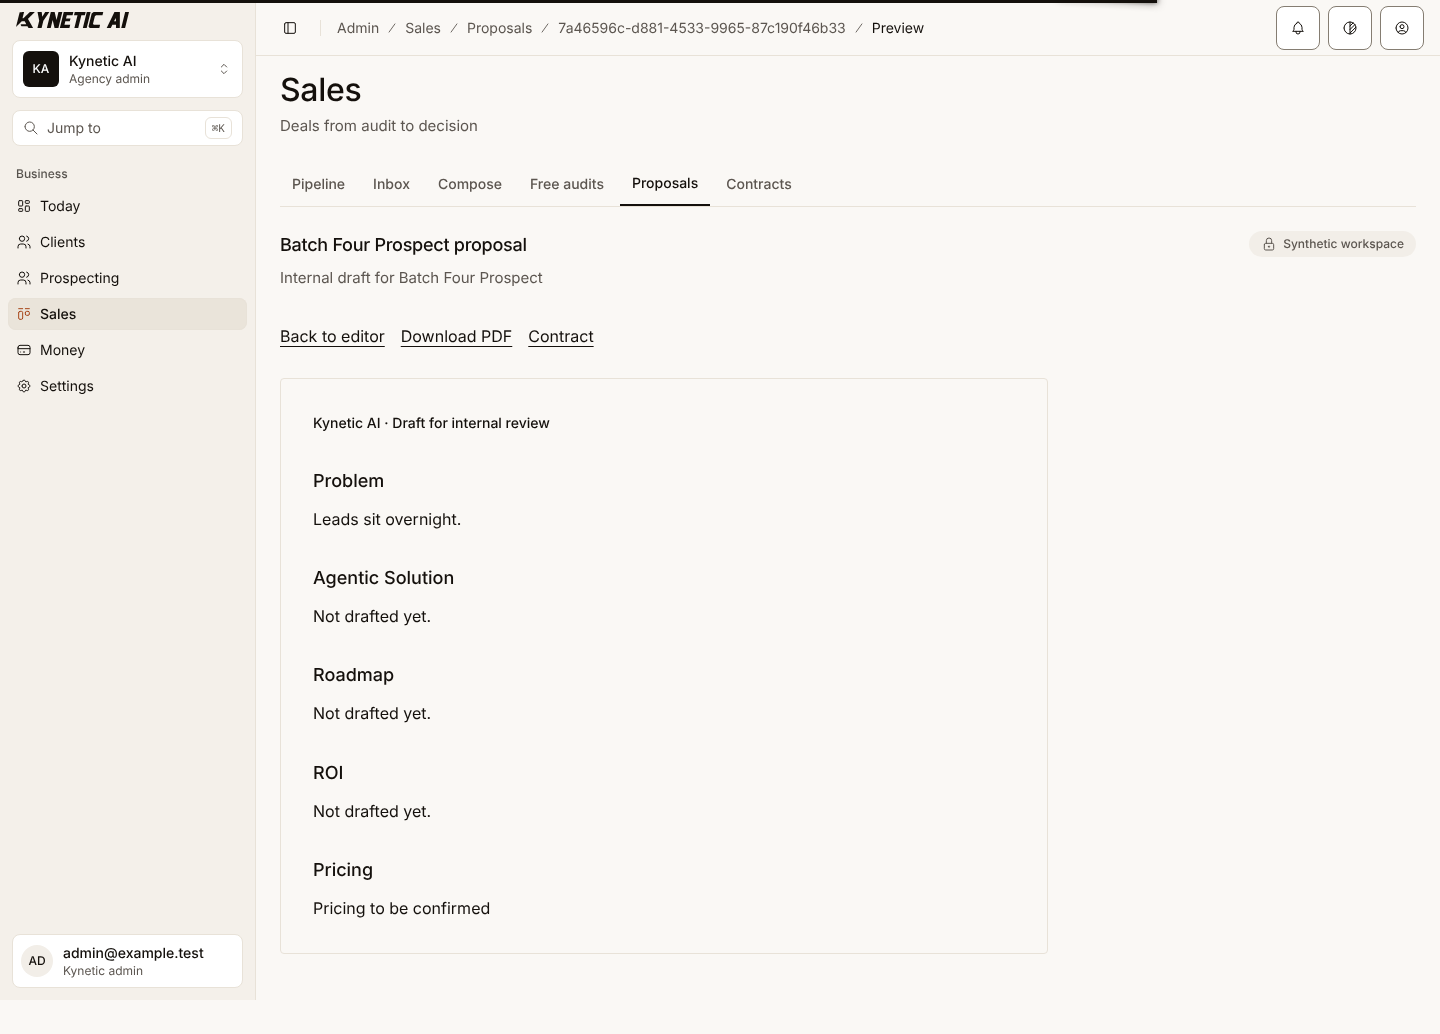 KYNETIC AI
KA
Kynetic AI
Agency admin
Jump to
⌘K
Business
Today
Clients
Prospecting
Sales
Money
Settings
AD
admin@example.test
Kynetic admin
Admin / Sales / Proposals / 7a46596c-d881-4533-9965-87c190f46b33 / Preview
Sales
Deals from audit to decision
Pipeline Inbox Compose Free audits Proposals Contracts
Batch Four Prospect proposal
Synthetic workspace
Internal draft for Batch Four Prospect
Back to editor Download PDF Contract
Kynetic AI · Draft for internal review
Problem
Leads sit overnight.
Agentic Solution
Not drafted yet.
Roadmap
Not drafted yet.
ROI
Not drafted yet.
Pricing
Pricing to be confirmed